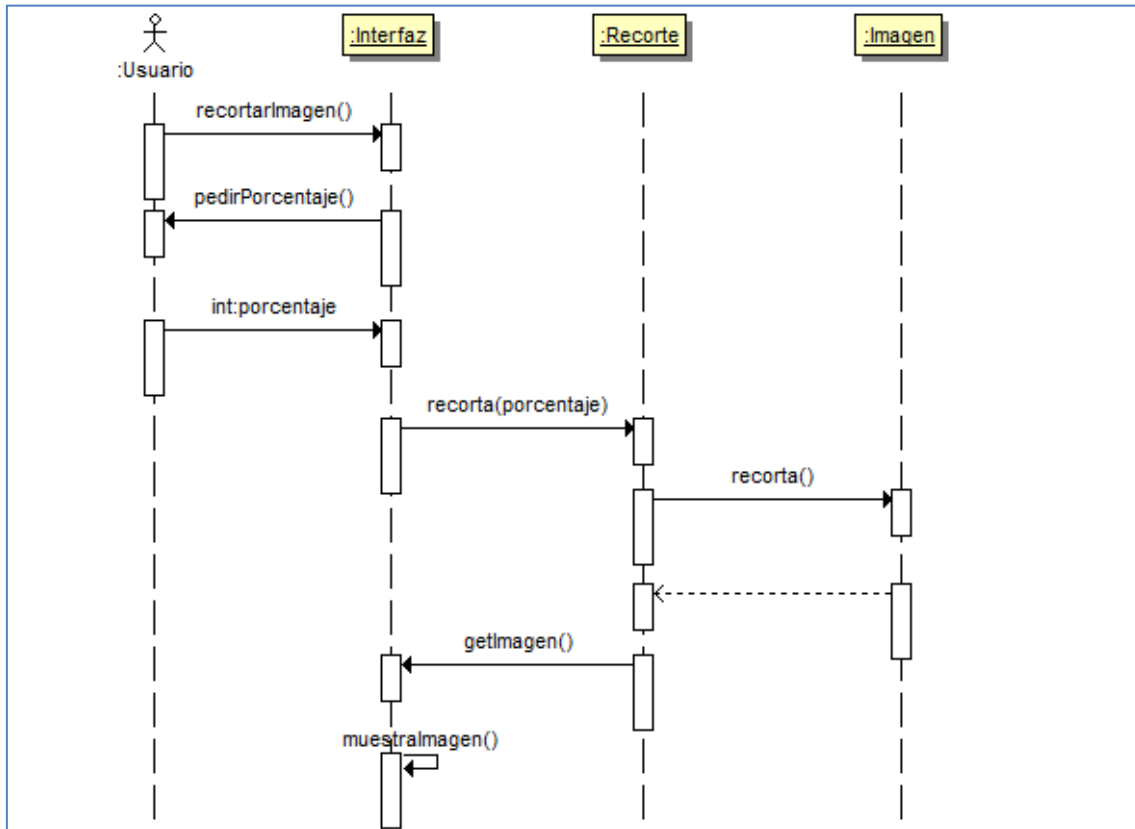 :Usuario
:Interfaz
:Recorte
:Imagen
recortarImagen()
pedirPorcentaje()
int:porcentaje
recorta(porcentaje)
recorta()
getImagen()
muestraImagen()